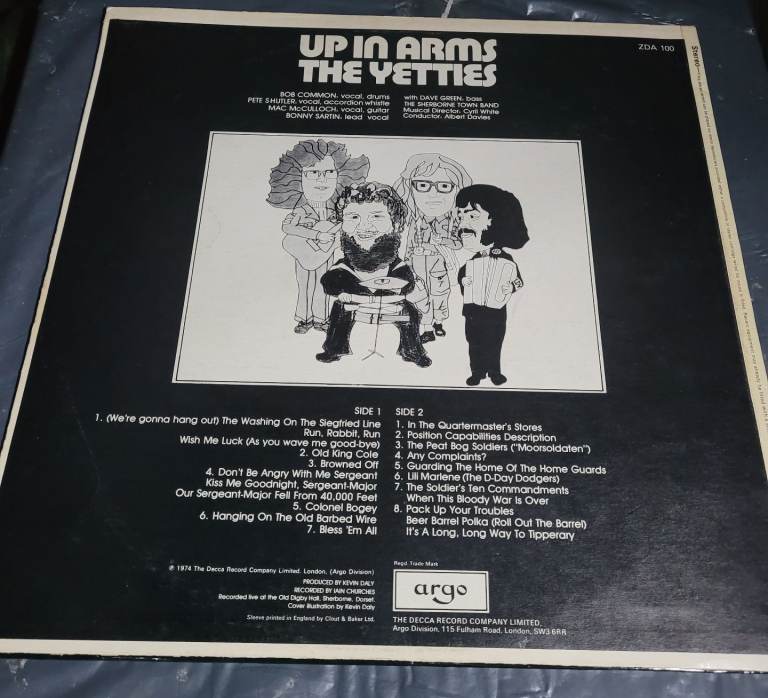 UP IN ARMS
THE YETTIES
ZDA 100
Stereo
BOB COMMON, vocal, drums
PETE SHUTLER, vocal, accordion whistle
MAC McCULLOCH, vocal, guitar
BONNY SARTIN, lead vocal
with DAVE GREEN, bass
THE SHERBORNE TOWN BAND
Musical Director, Cyril White
Conductor, Albert Davies
SIDE 1
1. (We're gonna hang out) The Washing On The Siegfried Line
Run, Rabbit, Run
Wish Me Luck (As you wave me good-bye)
2. Old King Cole
3. Browned Off
4. Don't Be Angry With Me Sergeant
Kiss Me Goodnight, Sergeant-Major
Our Sergeant-Major Fell From 40,000 Feet
5. Colonel Bogey
6. Hanging On The Old Barbed Wire
7. Bless 'Em All
SIDE 2
1. In The Quartermaster's Stores
2. Position Capabilities Description
3. The Peat Bog Soldiers ("Moorsoldaten")
4. Any Complaints?
5. Guarding The Home Of The Home Guards
6. Lili Marlene (The D-Day Dodgers)
7. The Soldier's Ten Commandments
When This Bloody War Is Over
8. Pack Up Your Troubles
Beer Barrel Polka (Roll Out The Barrel)
It's A Long, Long Way To Tipperary
℗ 1974 The Decca Record Company Limited, London, (Argo Division)
PRODUCED BY KEVIN DALY
RECORDED BY IAIN CHURCHES
Recorded live at the Old Digby Hall, Sherborne, Dorset.
Cover illustration by Kevin Daly
Sleeve printed in England by Clout & Baker Ltd.
Regd. Trade Mark
argo
THE DECCA RECORD COMPANY LIMITED,
Argo Division, 115 Fulham Road, London, SW3 6RR